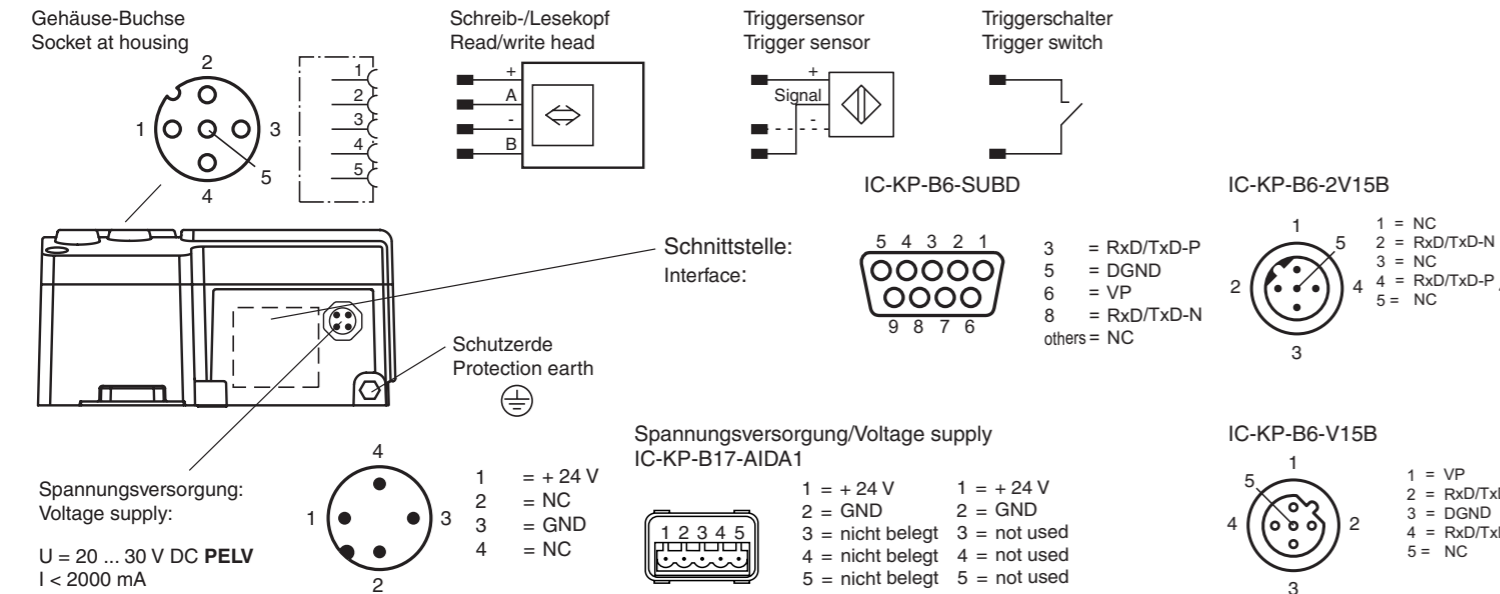 Gehäuse-Buchse
Socket at housing
2
1
3
4
5
1
2
3
4
5
Schreib-/Lesekopf
Read/write head
+
A
-
B
Triggersensor
Trigger sensor
+
Signal
-
Triggerschalter
Trigger switch
Schnittstelle:
Interface:
IC-KP-B6-SUBD
5 4 3 2 1
9 8 7 6
3 = RxD/TxD-P
5 = DGND
6 = VP
8 = RxD/TxD-N
others = NC
IC-KP-B6-2V15B
1
5
2
4
3
1 = NC
2 = RxD/TxD-N
3 = NC
4 = RxD/TxD-P
5 = NC
Schutzerde
Protection earth
Spannungsversorgung:
Voltage supply:
U = 20 ... 30 V DC PELV
I < 2000 mA
4
1
3
2
1 = + 24 V
2 = NC
3 = GND
4 = NC
Spannungsversorgung/Voltage supply
IC-KP-B17-AIDA1
1 2 3 4 5
1 = + 24 V 1 = + 24 V
2 = GND 2 = GND
3 = nicht belegt 3 = not used
4 = nicht belegt 4 = not used
5 = nicht belegt 5 = not used
IC-KP-B6-V15B
1
5
4
2
3
1 = VP
2 =
3 = DGND
4 =
5 = NC